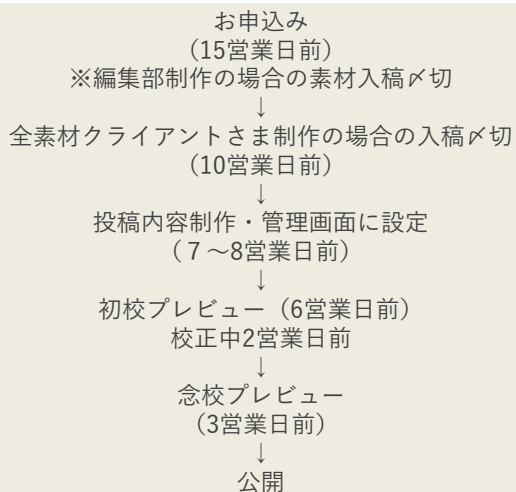 お申込み
(15営業日前)
※編集部制作の場合の素材入稿〆切
↓
全素材クライアントさま制作の場合の入稿〆切
(10営業日前)
↓
投稿内容制作・管理画面に設定
（７～8営業日前)
↓
初校プレビュー（6営業日前)
校正中2営業日前
↓
念校プレビュー
（3営業日前）
↓
公開